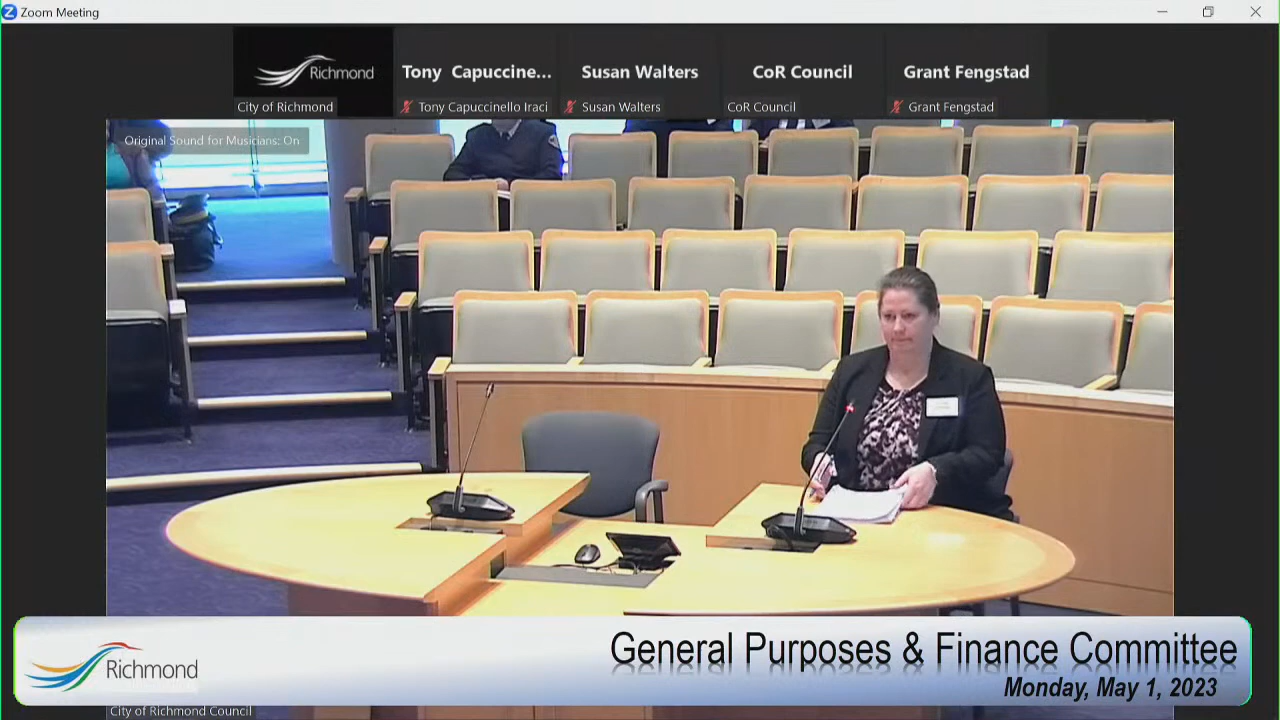 Zoom Meeting
Richmond
Tony Capuccine...
Susan Walters
CoR Council
Grant Fengstad
City of Richmond
Tony Capuccinello Iraci
Susan Walters
CoR Council
Grant Fengstad
Original Sound for Musicians: On
General Purposes & Finance Committee
Richmond
Monday, May 1, 2023
City of Richmond Council